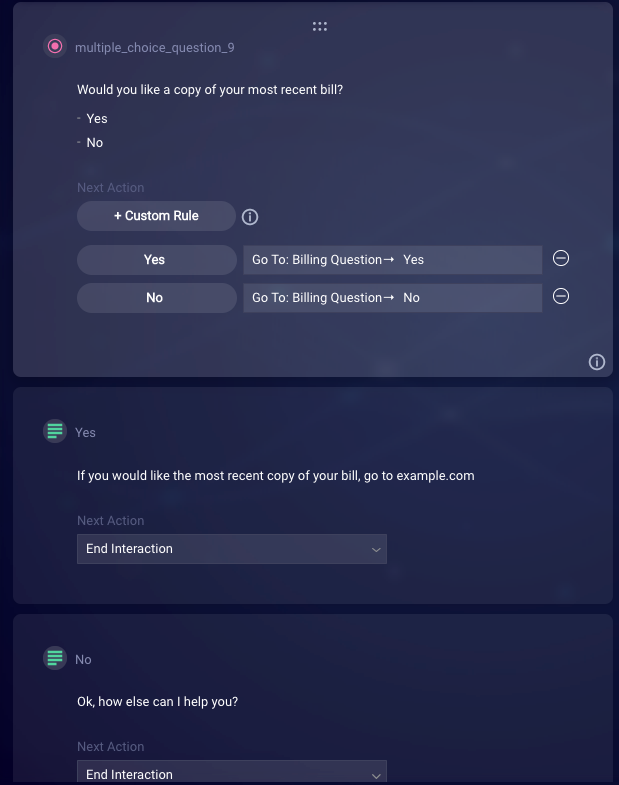 multiple_choice_question_9
Would you like a copy of your most recent bill?
- Yes
- No
Next Action
+ Custom Rule
Yes
Go To: Billing Question→ Yes
No
Go To: Billing Question→ No
Yes
If you would like the most recent copy of your bill, go to example.com
Next Action
End Interaction
No
Ok, how else can I help you?
Next Action
End Interaction